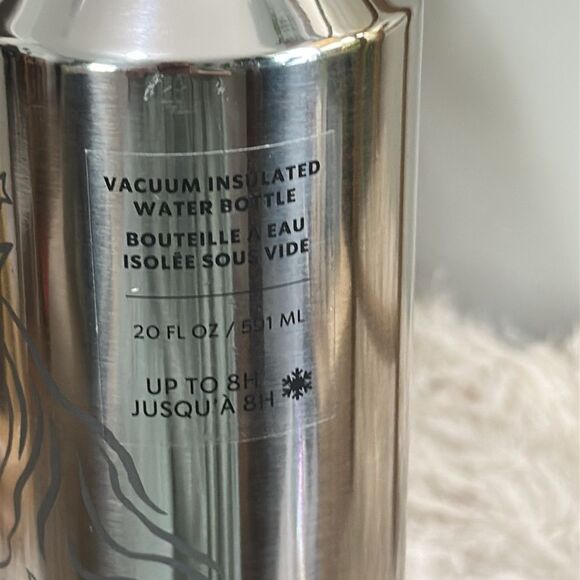 VACUUM INSULATED
WATER BOTTLE
BOUTEILLE A EAU
ISOLÉE SOUS VIDE
20 FL OZ / 591 ML
UP TO 8H
JUSQU'À 8H